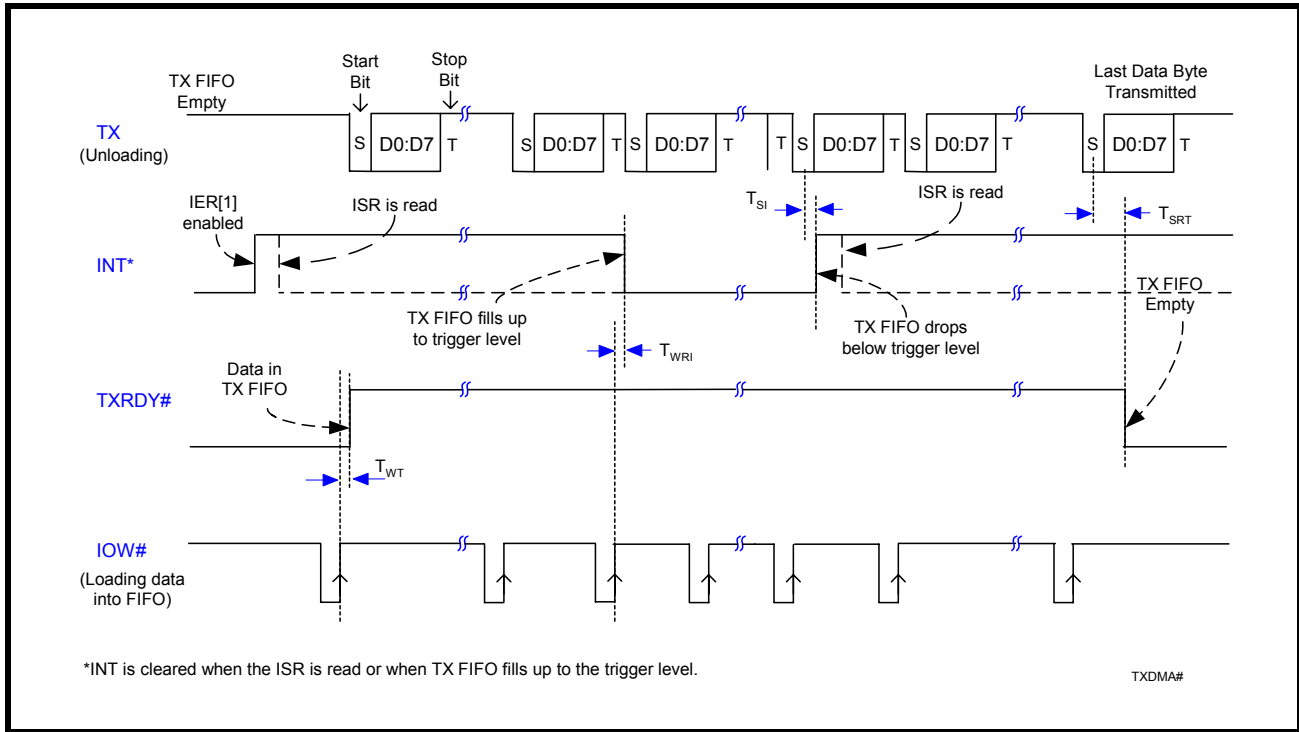 Start
Bit
Stop
Bit
TX FIFO
Empty
Last Data Byte
Transmitted
TX
(Unloading)
S D0:D7 T S D0:D7 T S D0:D7 T T S D0:D7 T S D0:D7 T S D0:D7 T
IER[1]
enabled
ISR is read
TSI
ISR is read
TSRT
INT*
TX FIFO fills up
to trigger level
TX FIFO drops
below trigger level
TX FIFO
Empty
TWRI
Data in
TX FIFO
TXRDY#
TWT
IOW#
(Loading data
into FIFO)
*INT is cleared when the ISR is read or when TX FIFO fills up to the trigger level.
TXDMA#